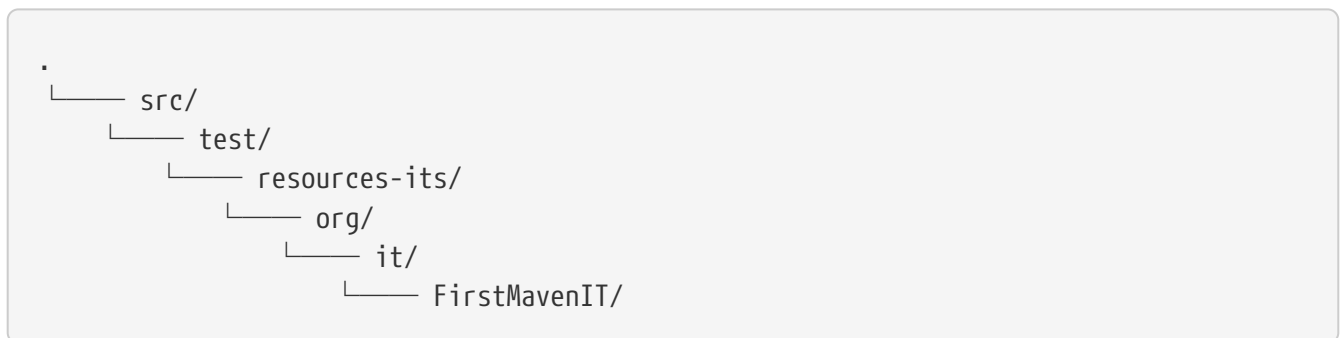 .
└──── src/
└──── test/
└──── resources-its/
└──── org/
└──── it/
└──── FirstMavenIT/